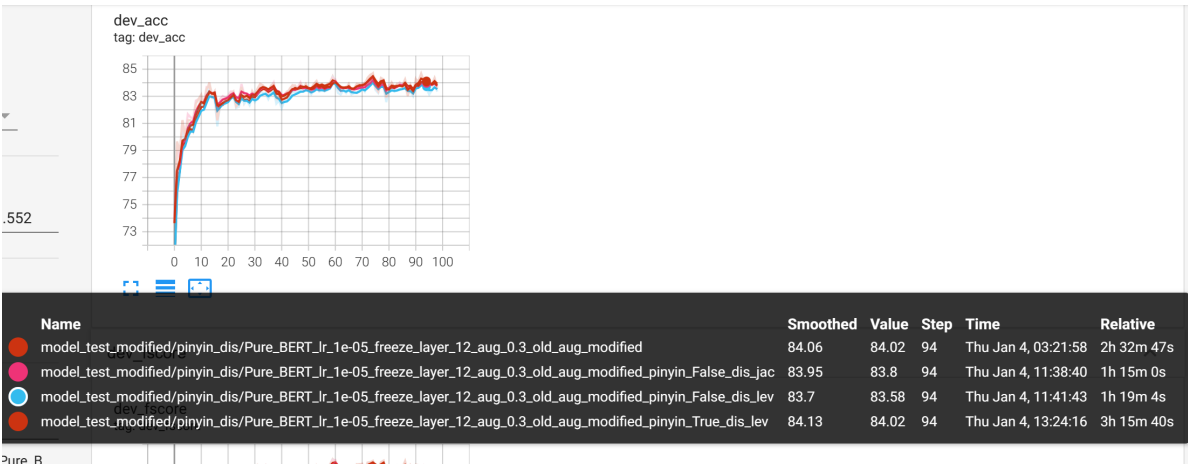 dev_acc
tag: dev_acc
85
83
81
79
77
75
73
0 10 20 30 40 50 60 70 80 90 100
.552
Name Smoothed Value Step Time Relative
model_test_modified/pinyin_dis/Pure_BERT_lr_1e-05_freeze_layer_12_aug_0.3_old_aug_modified 84.06 84.02 94 Thu Jan 4, 03:21:58 2h 32m 47s
dev_fscore
model_test_modified/pinyin_dis/Pure_BERT_lr_1e-05_freeze_layer_12_aug_0.3_old_aug_modified_pinyin_False_dis_jac 83.95 83.8 94 Thu Jan 4, 11:38:40 1h 15m 0s
model_test_modified/pinyin_dis/Pure_BERT_lr_1e-05_freeze_layer_12_aug_0.3_old_aug_modified_pinyin_False_dis_lev 83.7 83.58 94 Thu Jan 4, 11:41:43 1h 19m 4s
dev_fscore
model_test_modified/pinyin_dis/Pure_BERT_lr_1e-05_freeze_layer_12_aug_0.3_old_aug_modified_pinyin_True_dis_lev 84.13 84.02 94 Thu Jan 4, 13:24:16 3h 15m 40s
Pure_B